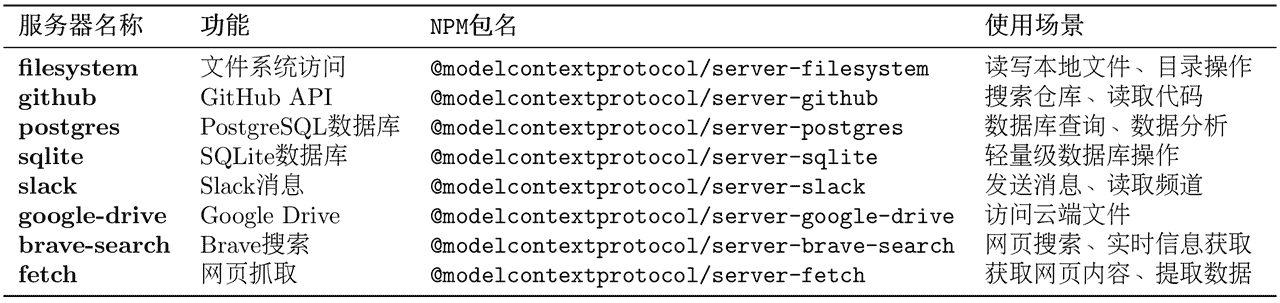 服务器名称 功能 NPM包名 使用场景
filesystem 文件系统访问 @modelcontextprotocol/server-filesystem 读写本地文件、目录操作
github GitHub API @modelcontextprotocol/server-github 搜索仓库、读取代码
postgres PostgreSQL数据库 @modelcontextprotocol/server-postgres 数据库查询、数据分析
sqlite SQLite数据库 @modelcontextprotocol/server-sqlite 轻量级数据库操作
slack Slack消息 @modelcontextprotocol/server-slack 发送消息、读取频道
google-drive Google Drive @modelcontextprotocol/server-google-drive 访问云端文件
brave-search Brave搜索 @modelcontextprotocol/server-brave-search 网页搜索、实时信息获取
fetch 网页抓取 @modelcontextprotocol/server-fetch 获取网页内容、提取数据